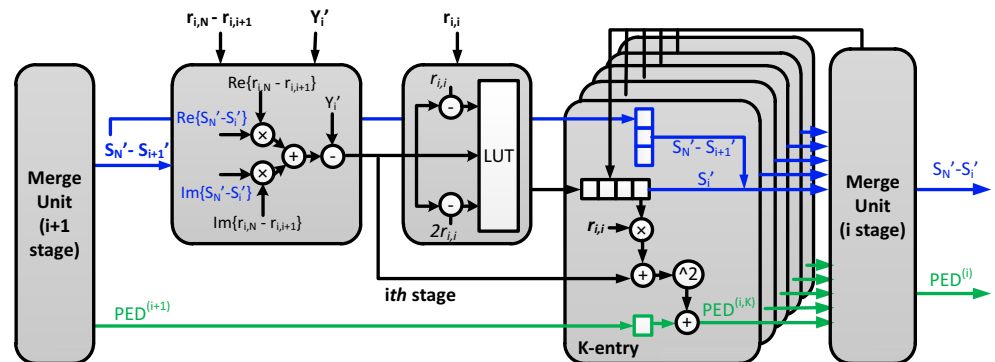 r_{i,N} - r_{i,i+1}
Y_i'
r_{i,i}
Merge
Unit
(i+1
stage)
S_N'- S_{i+1}'
PED^{(i+1)}
Re{r_{i,N} - r_{i,i+1}}
Y_i'
Re{S_N'-S_i'}
×
+
-
×
Im{S_N'-S_i'}
Im{r_{i,N} - r_{i,i+1}}
r_{i,i}
-
LUT
-
2r_{i,i}
ith stage
S_N'- S_{i+1}'
S_i'
r_{i,i}
×
+
^2
+
PED^{(i,K)}
K-entry
Merge
Unit
(i stage)
S_N'-S_i'
PED^{(i)}